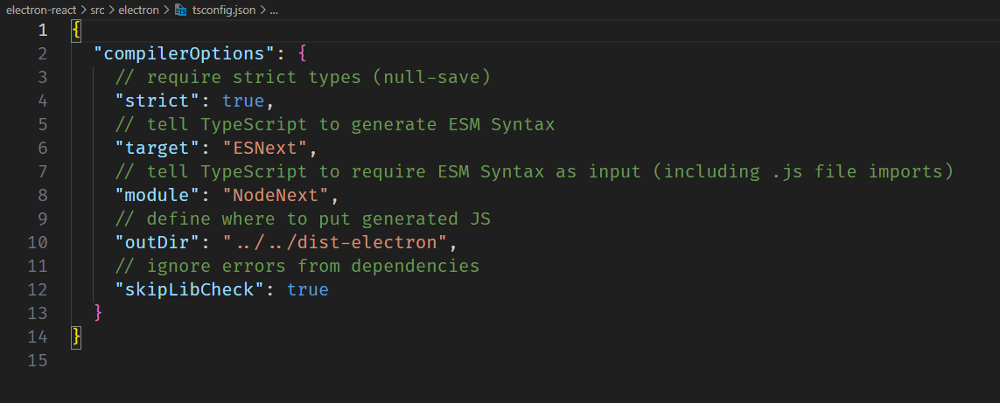 electron-react > src > electron > tsconfig.json > ...
1 {
2 "compilerOptions": {
3 // require strict types (null-save)
4 "strict": true,
5 // tell TypeScript to generate ESM Syntax
6 "target": "ESNext",
7 // tell TypeScript to require ESM Syntax as input (including .js file imports)
8 "module": "NodeNext",
9 // define where to put generated JS
10 "outDir": "../../dist-electron",
11 // ignore errors from dependencies
12 "skipLibCheck": true
13 }
14 }
15